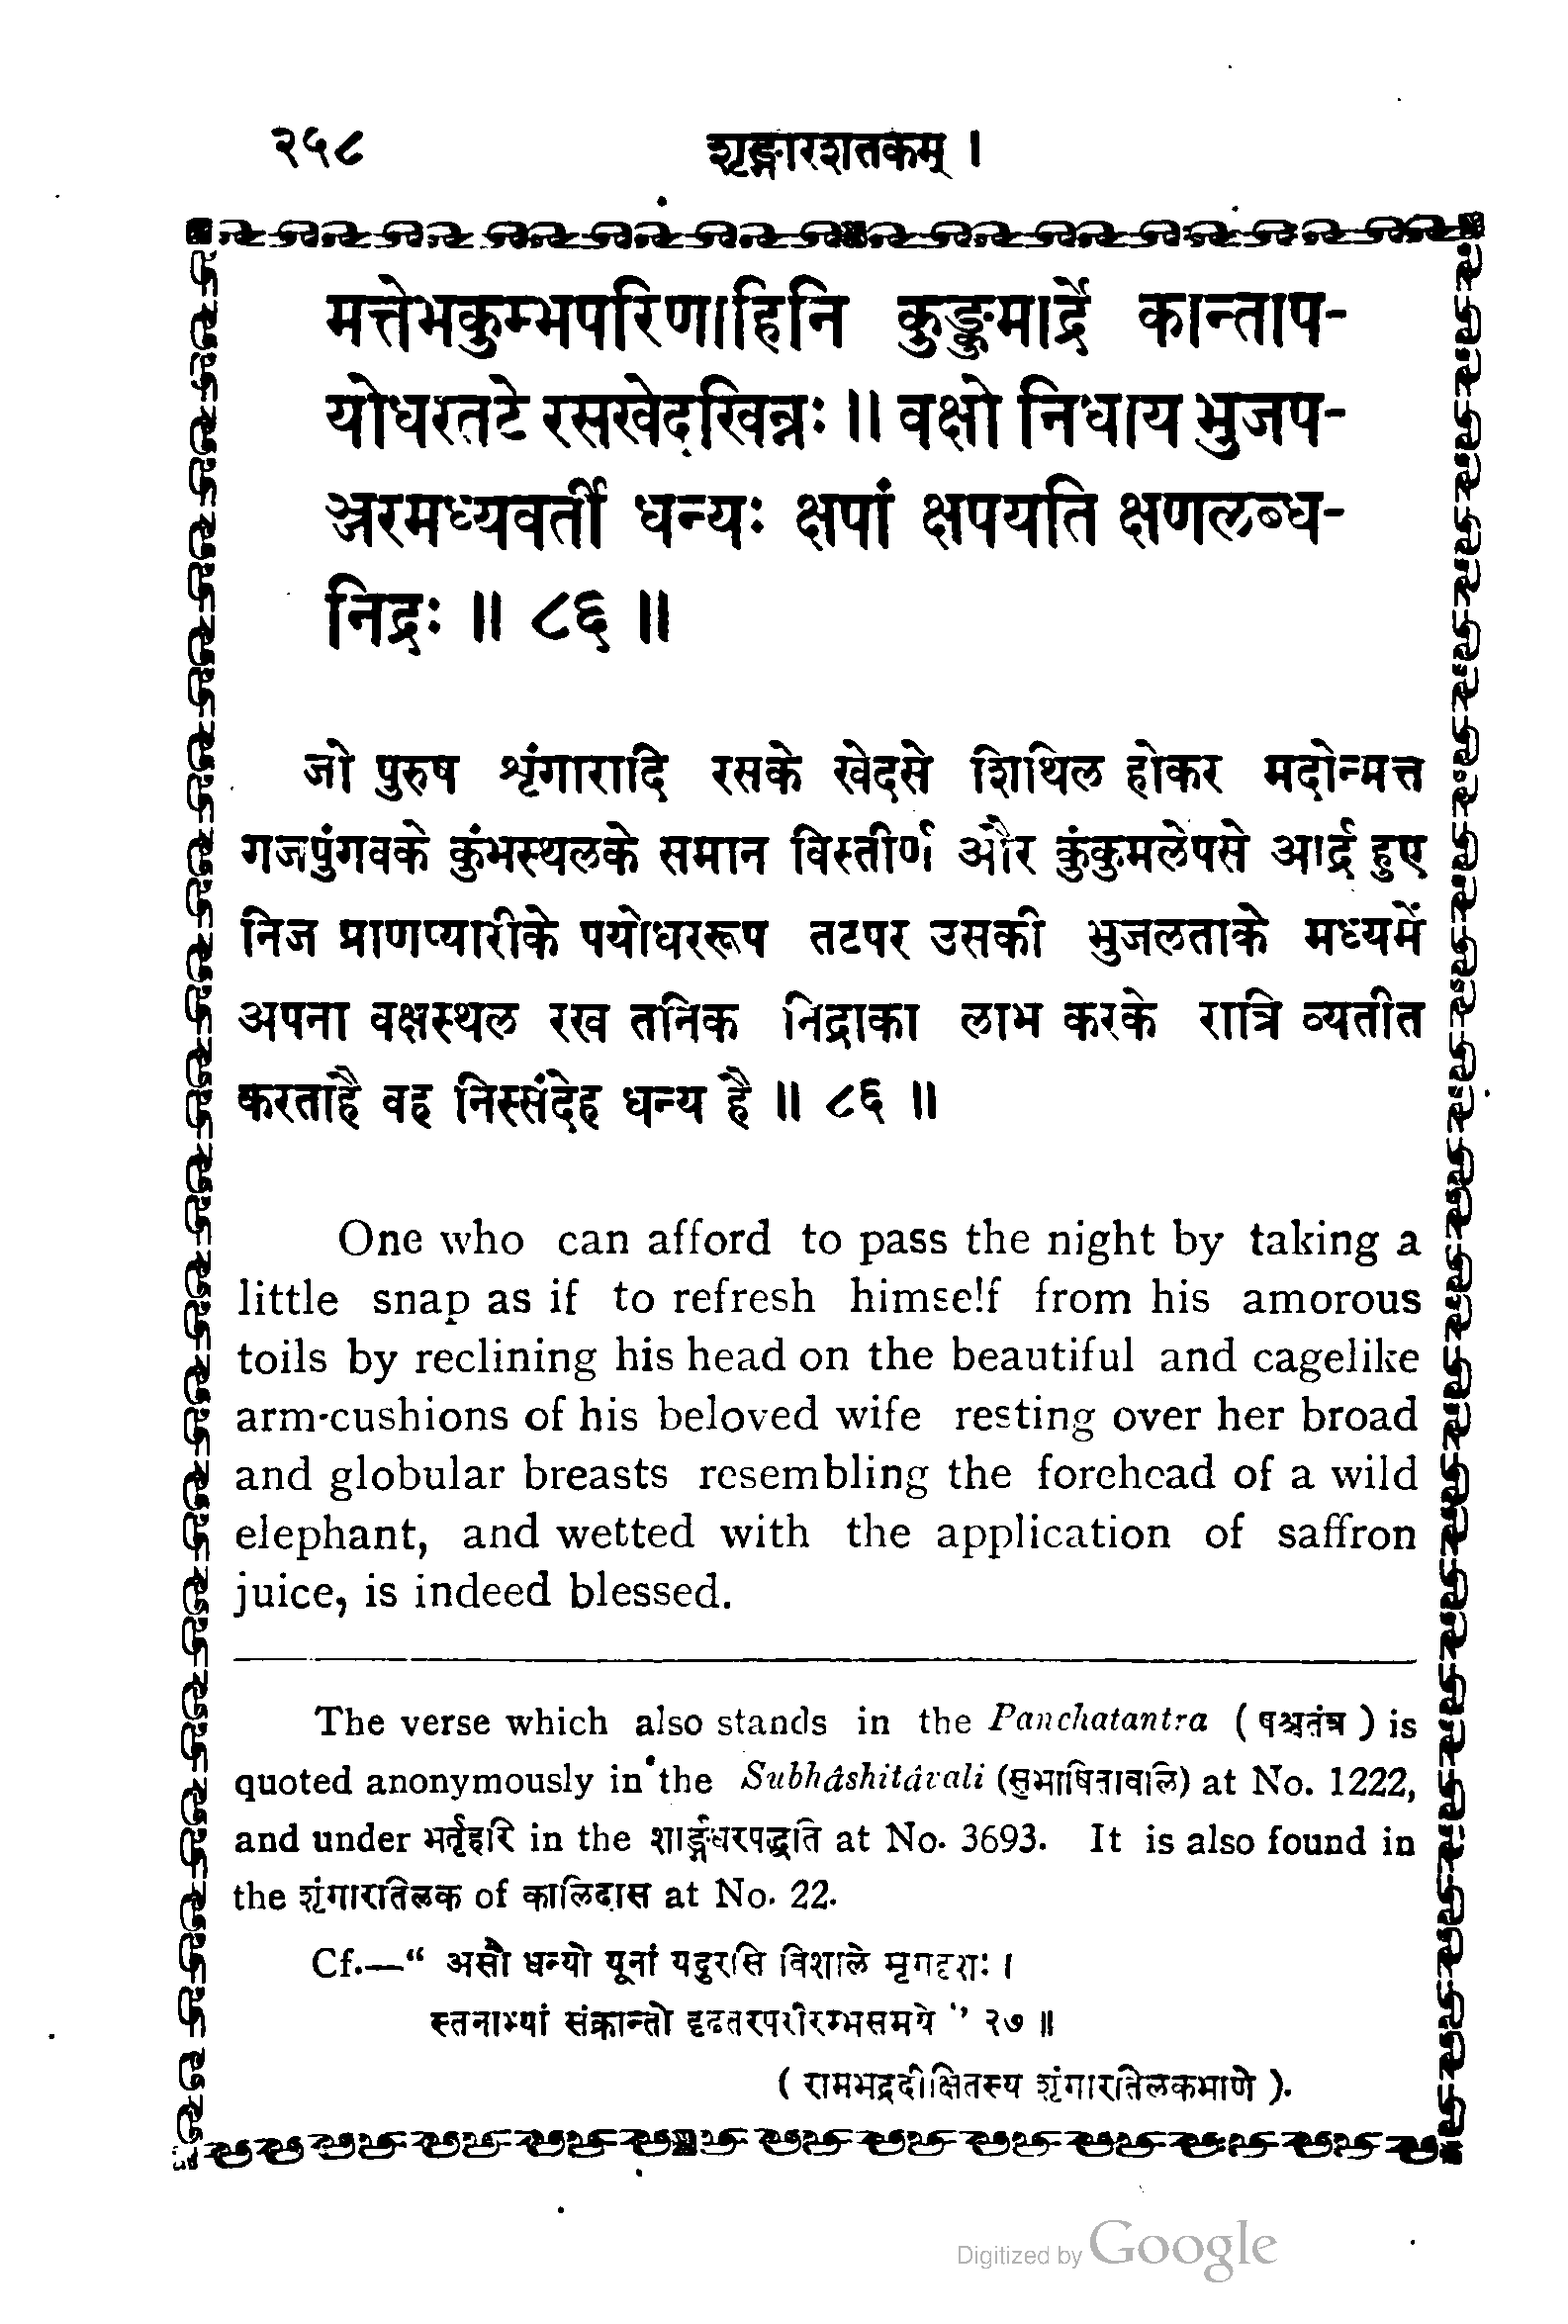 २५८ शृङ्गारशतकम् ।
मत्तेभकुम्भपरिणाहिनि कुङ्कुमार्द्रे कान्ताप-
योधरतटे रसखेदखिन्नः ॥ वक्षो निधाय भुजप-
ञ्जरमध्यवर्ती धन्यः क्षपां क्षपयति क्षणलब्ध-
निद्रः ॥ ८६ ॥
जो पुरुष शृंगारादि रसके खेदसे शिथिल होकर मदोन्मत्त
गजपुंगवके कुंभस्थलके समान विस्तीर्ण और कुंकुमलेपसे आर्द्र हुए
निज प्राणप्यारीके पयोधररूप तटपर उसकी भुजलताके मध्यमें
अपना वक्षस्थल रख तनिक निद्राका लाभ करके रात्रि व्यतीत
करताहै वह निस्संदेह धन्य है ॥ ८६ ॥
One who can afford to pass the night by taking a
little snap as if to refresh himself from his amorous
toils by reclining his head on the beautiful and cagelike
arm-cushions of his beloved wife resting over her broad
and globular breasts resembling the forehead of a wild
elephant, and wetted with the application of saffron
juice, is indeed blessed.
The verse which also stands in the Panchatantra ( पञ्चतंत्र ) is
quoted anonymously in the Subhâshitâvali (सुभाषितावलि) at No. 1222,
and under भर्तृहरि in the शार्ङ्गधरपद्धति at No. 3693. It is also found in
the शृंगारतिलक of कालिदास at No. 22.
Cf.—“ असौ धन्यो यूनां यदुरसि विशाले मृगदृशः ।
स्तनाभ्यां संक्रान्तो दृढतरपरीरम्भसमये ” २७ ॥
( रामभद्रदीक्षितस्य शृंगारतिलकभाणे ).
Digitized by Google